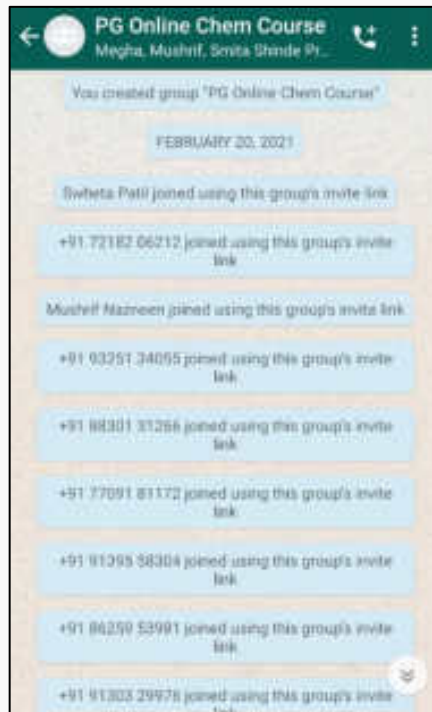 PG Online Chem Course
Megha, Mushrif, Smita Shinde Pr...
You created group "PG Online Chem Course"
FEBRUARY 20, 2021
Swheta Patil joined using this group's invite link
+91 72182 06212 joined using this group's invite
link
Mushrif Nazneen joined using this group's invite link
+91 93251 34055 joined using this group's invite
link
+91 88301 31266 joined using this group's invite
link
+91 77091 81172 joined using this group's invite
link
+91 91395 58304 joined using this group's invite
link
+91 86259 53991 joined using this group's invite
link
+91 91303 29976 joined using this group's invite